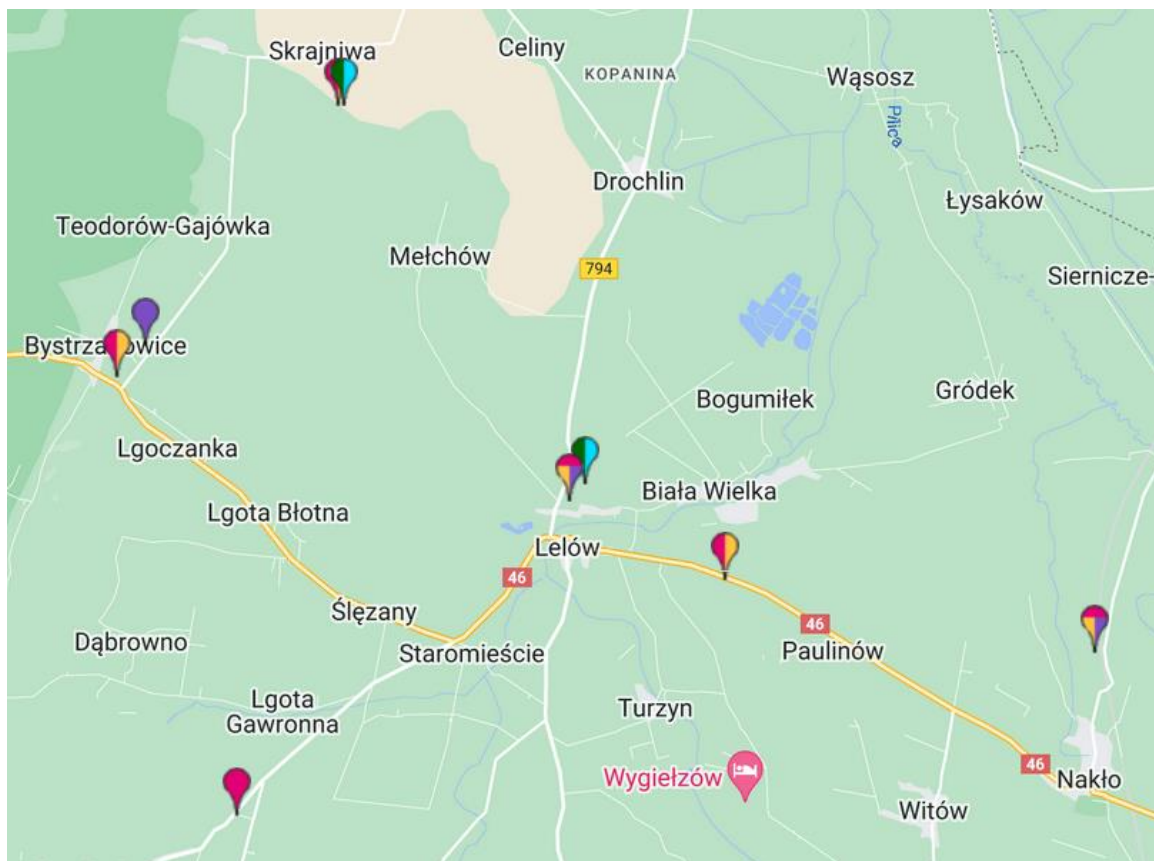 Skrajniwa
Celiny
KOPANINA
Wąsosz
Pilica
Drochlin
Łysaków
Teodorów-Gajówka
Mełchów
794
Siernicze-
Bystrzanowice
Bogumiłek
Gródek
Lgoczanka
Biała Wielka
Lgota Błotna
Lelów
46
Ślęzany
46
Dąbrowno
Staromieście
Paulinów
Lgota
Gawronna
Turzyn
46
Wygiełzów
Nakło
Witów